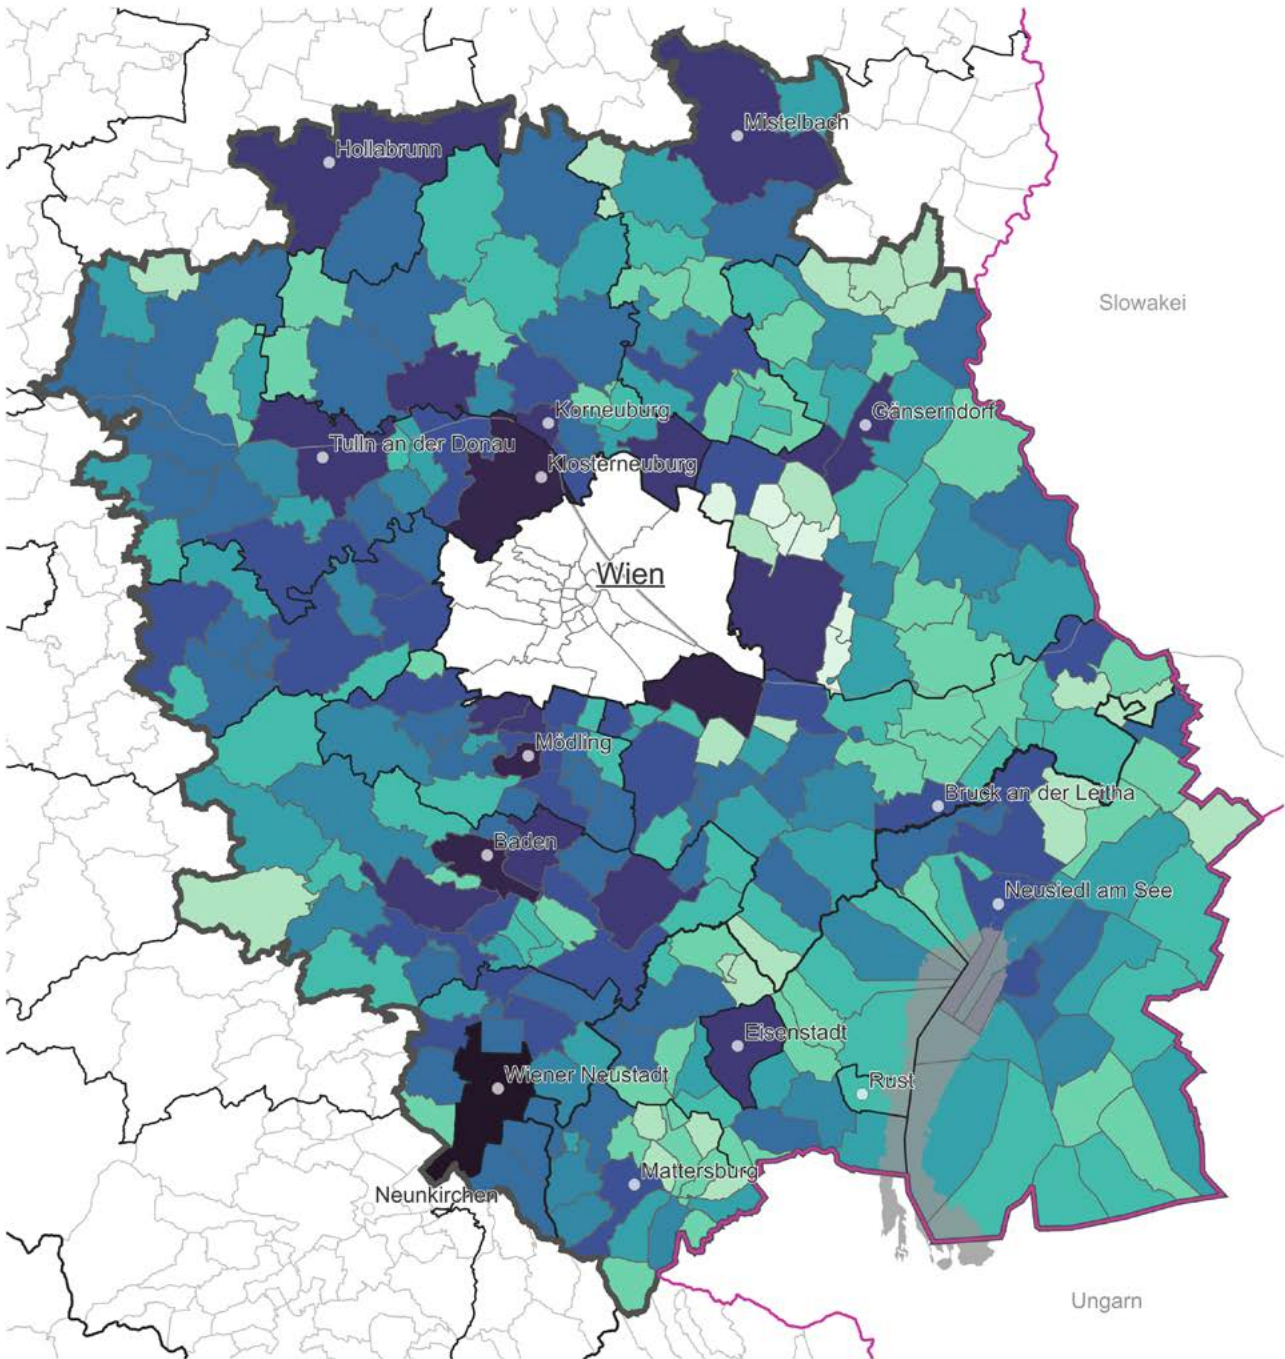 Mistelbach
Hollabrunn
Slowakei
Korneuburg
Gänserndorf
Tulln an der Donau
Klosterneuburg
Wien
Mödling
Bruck an der Leitha
Baden
Neusiedl am See
Eisenstadt
Wiener Neustadt
Rust
Mattersburg
Neunkirchen
Ungarn